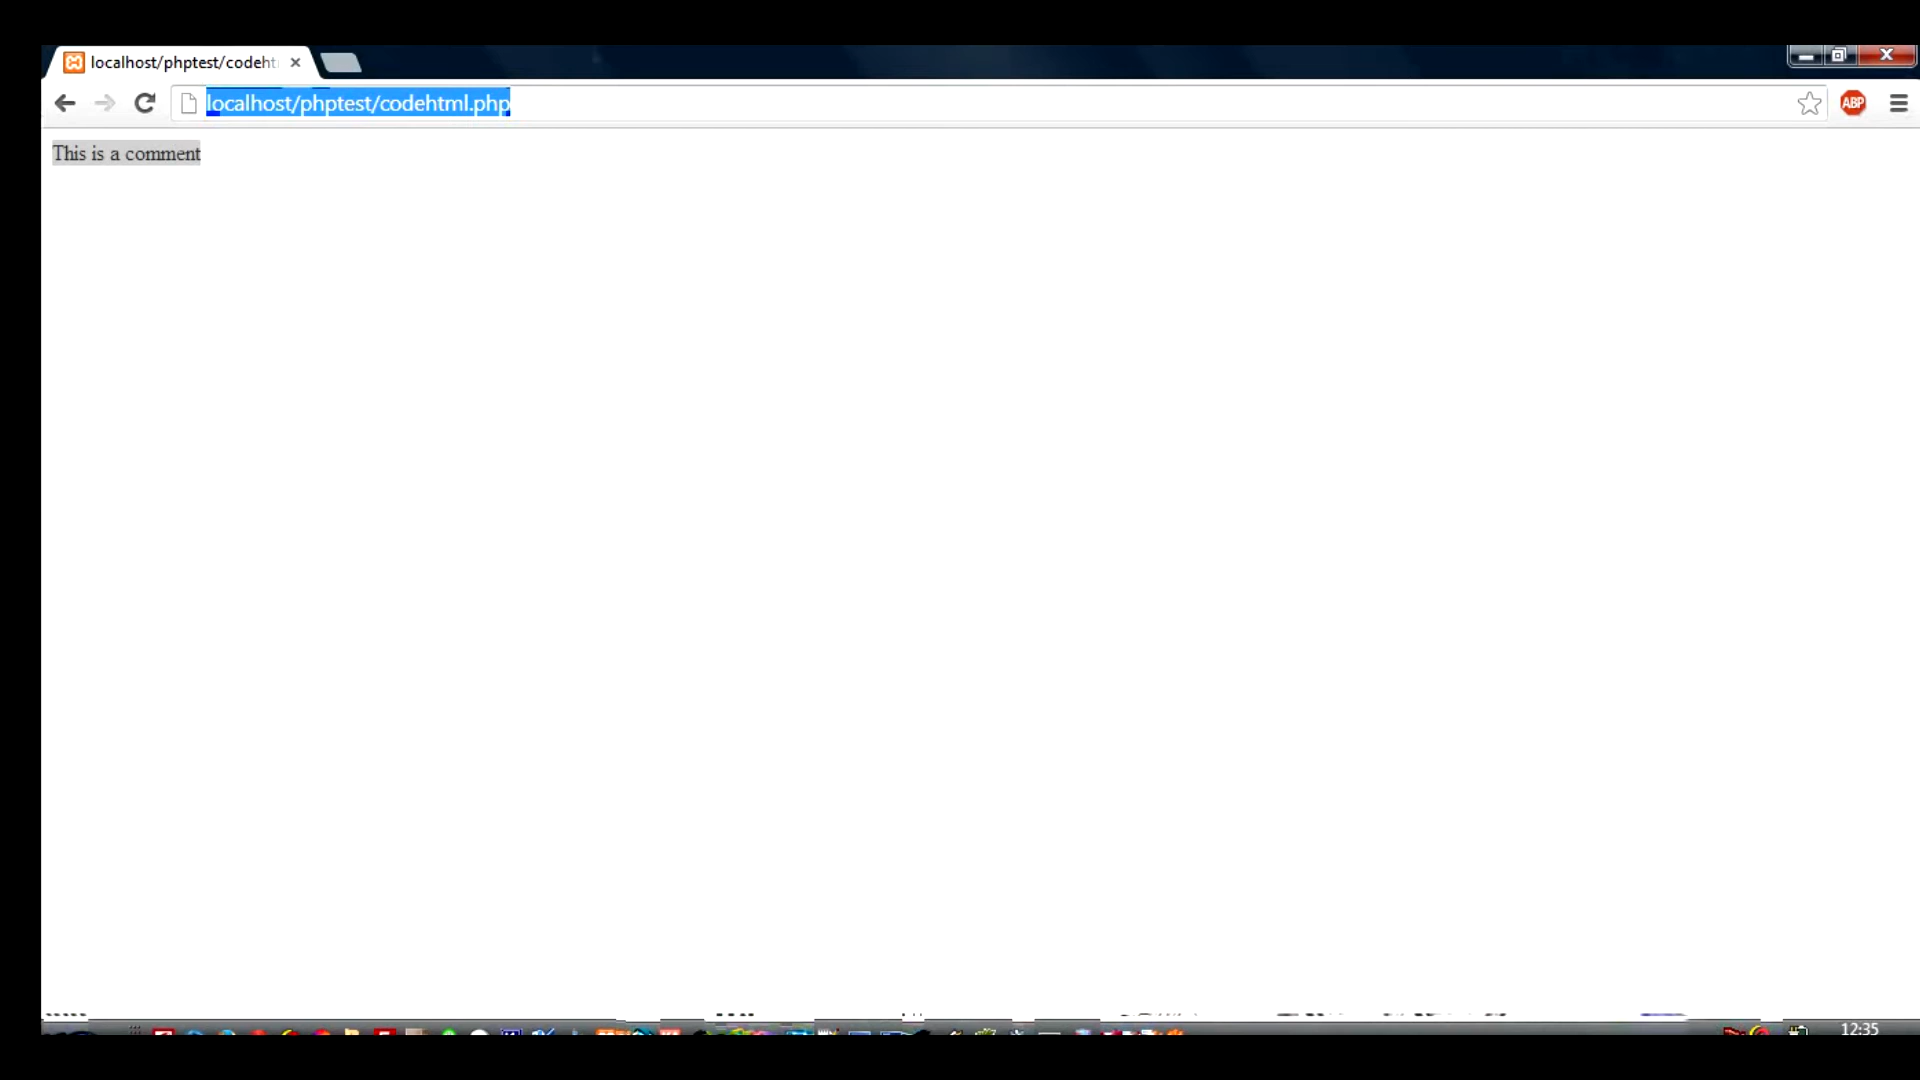 localhost/phptest/codeht
localhost/phptest/codehtml.php
ABP
This is a comment
12:35